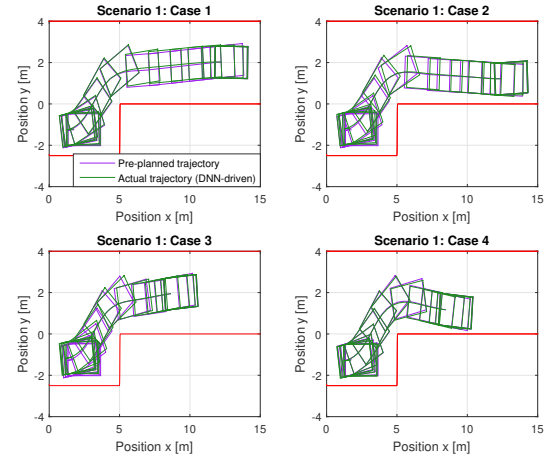 Scenario 1: Case 1
4
2
0
-2
-4
Position y [m]
Pre-planned trajectory
Actual trajectory (DNN-driven)
0 5 10 15
Position x [m]
Scenario 1: Case 2
4
2
0
-2
-4
Position y [m]
0 5 10 15
Position x [m]
Scenario 1: Case 3
4
2
0
-2
-4
Position y [m]
0 5 10 15
Position x [m]
Scenario 1: Case 4
4
2
0
-2
-4
Position y [m]
0 5 10 15
Position x [m]